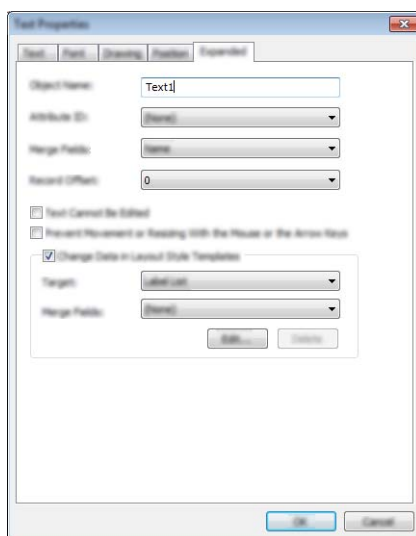 Text Properties
Text Font Drawing Position Expanded
Object Name: Text1
Attribute ID: (None)
Merge Fields: Name
Record Offset: 0
Text Cannot Be Edited
Prevent Movement or Resizing With the Mouse or the Arrow Keys
Change Data in Layout Style Templates
Target: Label List
Merge Fields: (None)
Edit... Delete
OK Cancel